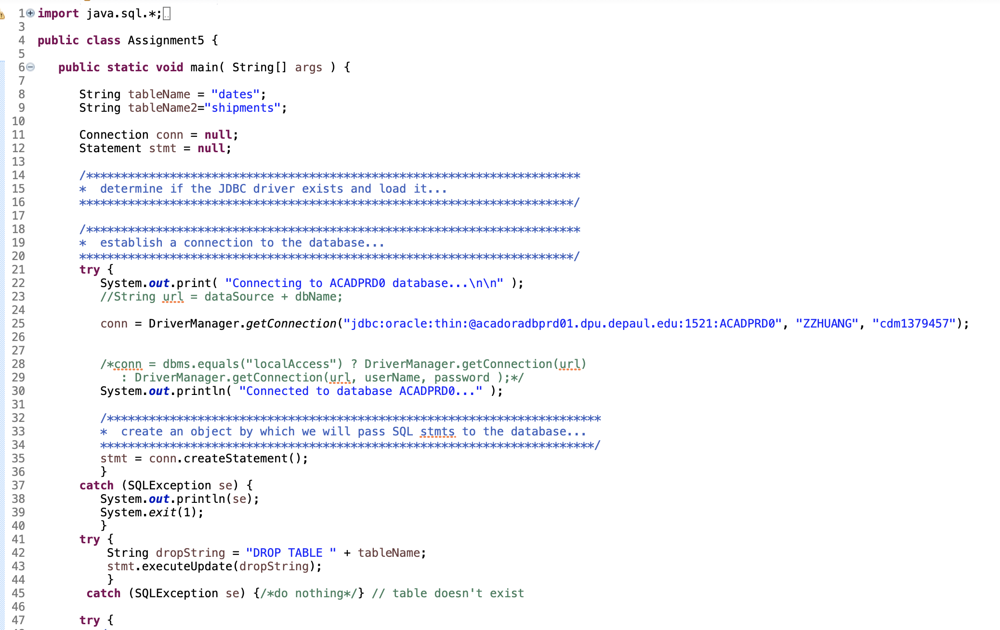 1 import java.sql.*;
3
4 public class Assignment5 {
5
6 public static void main( String[] args ) {
7
8 String tableName = "dates";
9 String tableName2="shipments";
10
11 Connection conn = null;
12 Statement stmt = null;
13
14 /***********************************************************************
15 *  determine if the JDBC driver exists and load it...
16 ***********************************************************************/
17
18 /***********************************************************************
19 *  establish a connection to the database...
20 ***********************************************************************/
21 try {
22 System.out.print( "Connecting to ACADPRD0 database...\n\n" );
23 //String url = dataSource + dbName;
24
25 conn = DriverManager.getConnection("jdbc:oracle:thin:@acadoradbprd01.dpu.depaul.edu:1521:ACADPRD0", "ZZHUANG", "cdm1379457");
26
27
28 /*conn = dbms.equals("localAccess") ? DriverManager.getConnection(url)
29 : DriverManager.getConnection(url, userName, password );*/
30 System.out.println( "Connected to database ACADPRD0..." );
31
32 /***********************************************************************
33 *  create an object by which we will pass SQL stmts to the database...
34 ***********************************************************************/
35 stmt = conn.createStatement();
36 }
37 catch (SQLException se) {
38 System.out.println(se);
39 System.exit(1);
40 }
41 try {
42 String dropString = "DROP TABLE " + tableName;
43 stmt.executeUpdate(dropString);
44 }
45 catch (SQLException se) {/*do nothing*/} // table doesn't exist
46
47 try {